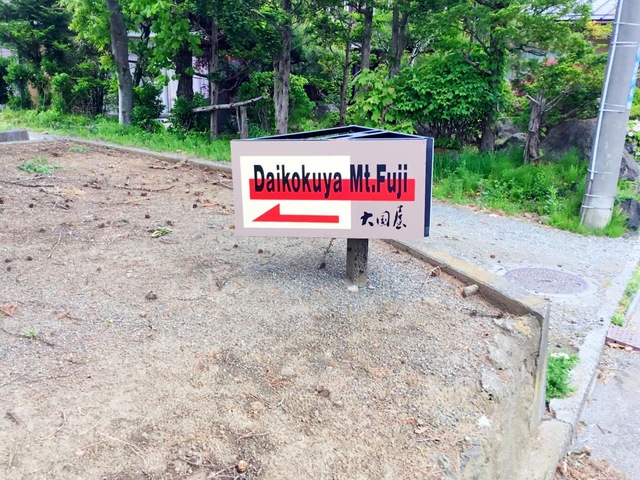 Daikokuya Mt.Fuji
大国屋